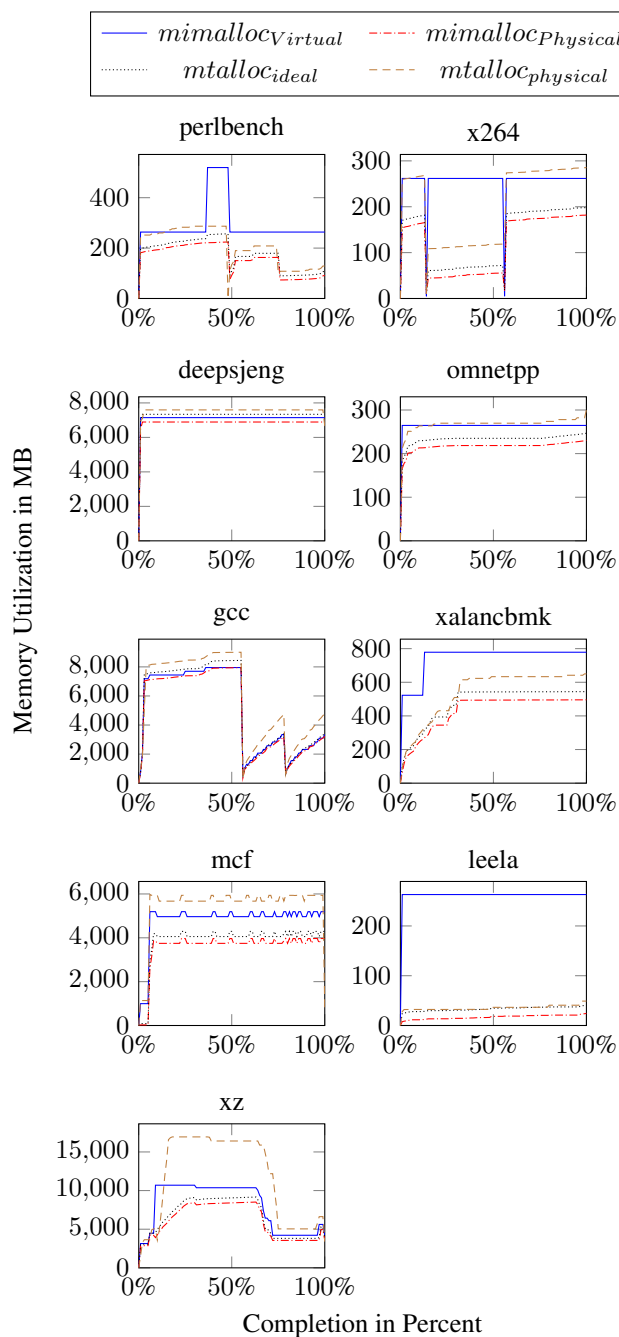 mimalloc_Virtual mimalloc_Physical
mtalloc_ideal mtalloc_physical
perlbench x264
400
200
0
0% 50% 100%
300
200
100
0
0% 50% 100%
deepsjeng omnetpp
8,000
6,000
4,000
2,000
0
0% 50% 100%
300
200
100
0
0% 50% 100%
Memory Utilization in MB
gcc xalancbmk
8,000
6,000
4,000
2,000
0
0% 50% 100%
800
600
400
200
0
0% 50% 100%
mcf leela
6,000
4,000
2,000
0
0% 50% 100%
200
100
0
0% 50% 100%
xz
15,000
10,000
5,000
0
0% 50% 100%
Completion in Percent